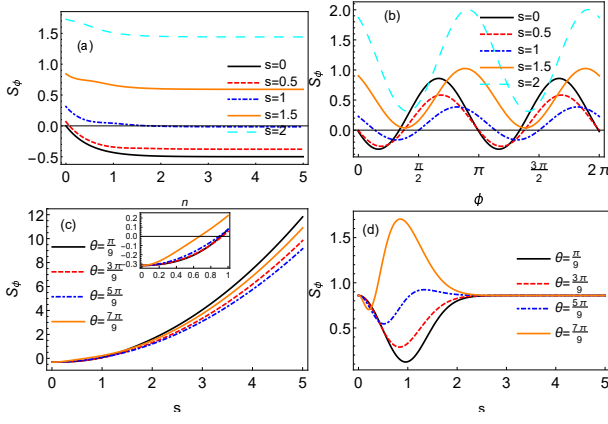 (a)
S_ϕ
1.5
1.0
0.5
0.0
−0.5
s=0
s=0.5
s=1
s=1.5
s=2
0 1 2 3 4 5
n
(b)
S_ϕ
2.0
1.5
1.0
0.5
0.0
s=0
s=0.5
s=1
s=1.5
s=2
0 π/2 π 3π/2 2π
ϕ
(c)
S_ϕ
12
10
8
6
4
2
0
θ=π/9
θ=3π/9
θ=5π/9
θ=7π/9
0.2
0.1
0.0
−0.1
−0.2
−0.3
0 0.2 0.4 0.6 0.8 1
0 1 2 3 4 5
s
(d)
S_ϕ
1.5
1.0
0.5
θ=π/9
θ=3π/9
θ=5π/9
θ=7π/9
0 1 2 3 4 5
s